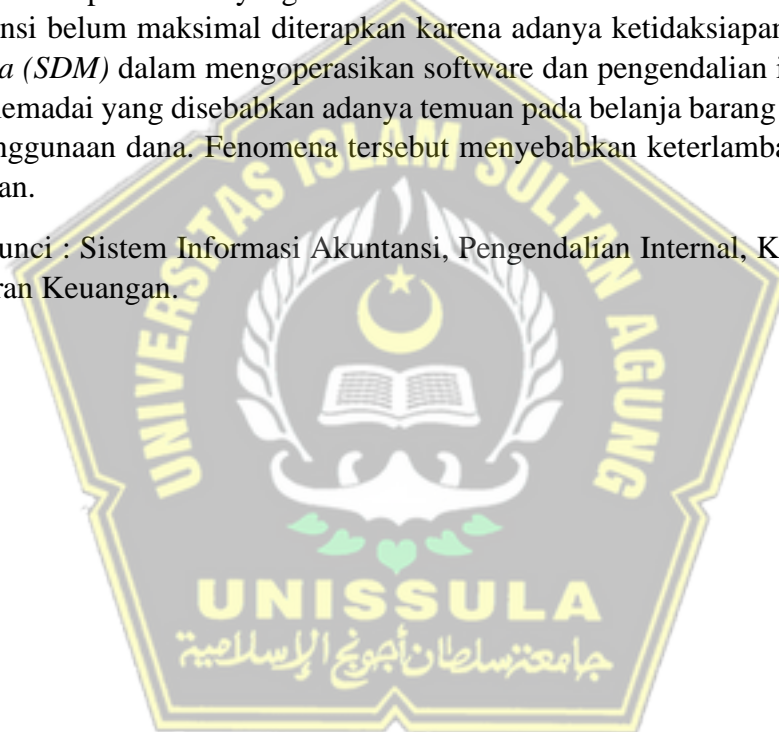 nsi belum maksimal diterapkan karena adanya ketidaksiapan
a (SDM) dalam mengoperasikan software dan pengendalian i
emadai yang disebabkan adanya temuan pada belanja barang
nggunaan dana. Fenomena tersebut menyebabkan keterlamba
an.
unci : Sistem Informasi Akuntansi, Pengendalian Internal, K
ran Keuangan.
UNIVERSITAS ISLAM SULTAN AGUNG
UNISSULA
جامعة سلطان أجونج الإسلامية